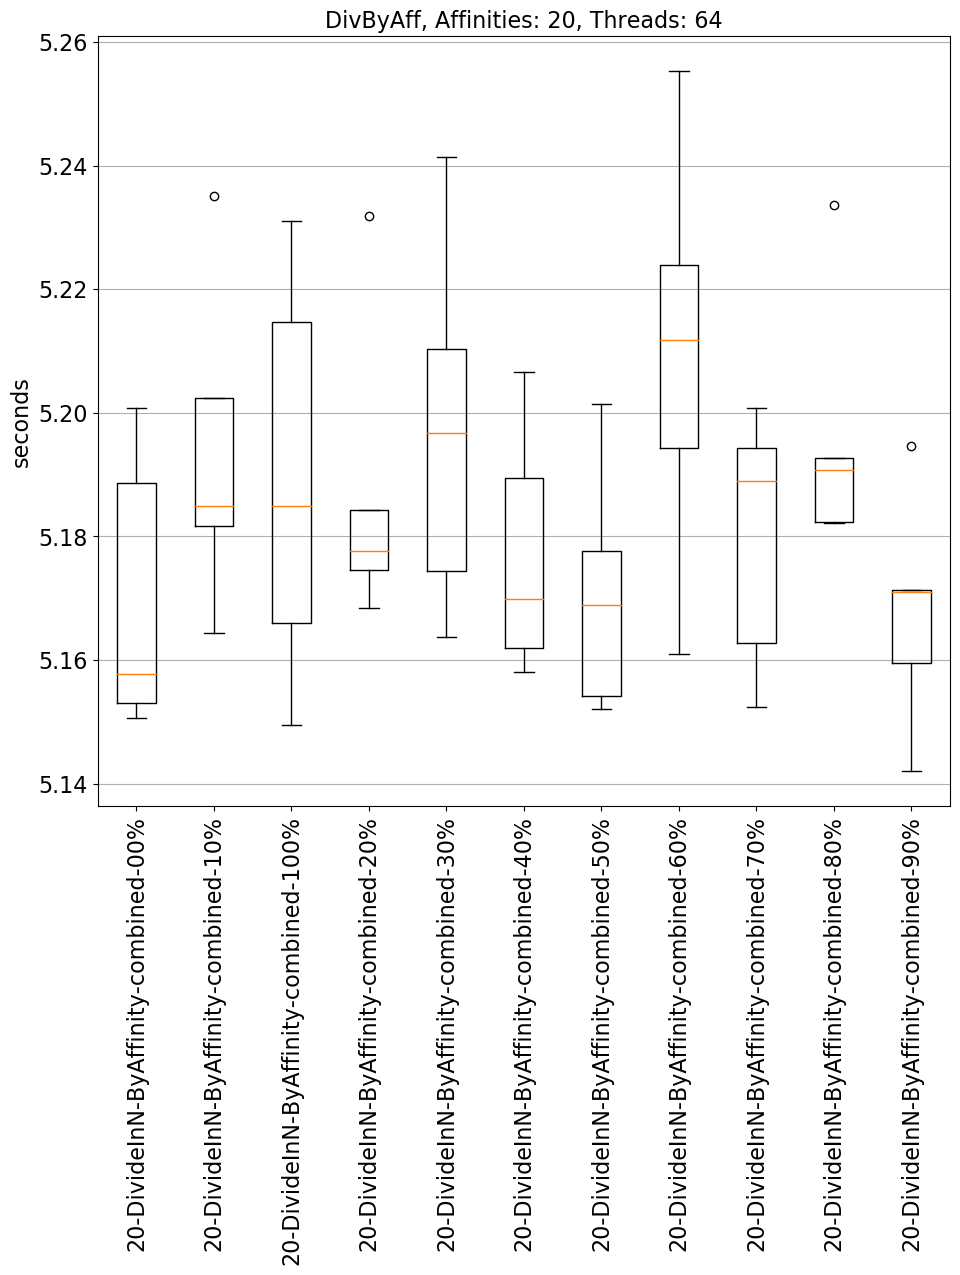 DivByAff, Affinities: 20, Threads: 64
seconds
5.26
5.24
5.22
5.20
5.18
5.16
5.14
20-DivideInN-ByAffinity-combined-00%
20-DivideInN-ByAffinity-combined-10%
20-DivideInN-ByAffinity-combined-100%
20-DivideInN-ByAffinity-combined-20%
20-DivideInN-ByAffinity-combined-30%
20-DivideInN-ByAffinity-combined-40%
20-DivideInN-ByAffinity-combined-50%
20-DivideInN-ByAffinity-combined-60%
20-DivideInN-ByAffinity-combined-70%
20-DivideInN-ByAffinity-combined-80%
20-DivideInN-ByAffinity-combined-90%